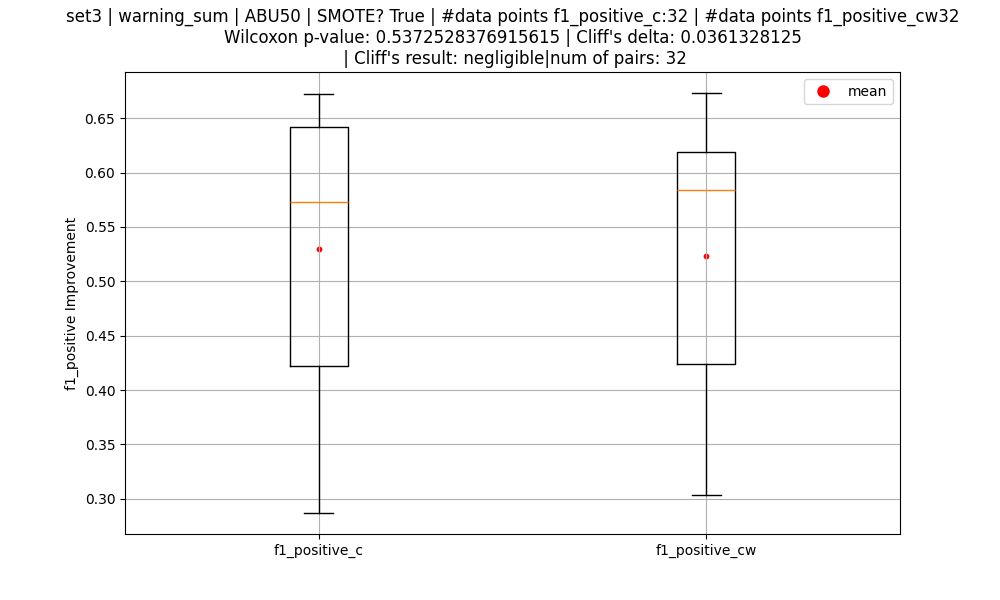 set3 | warning_sum | ABU50 | SMOTE? True | #data points f1_positive_c:32 | #data points f1_positive_cw32
Wilcoxon p-value: 0.5372528376915615 | Cliff's delta: 0.0361328125
| Cliff's result: negligible|num of pairs: 32
mean
0.65
0.60
0.55
0.50
0.45
0.40
0.35
0.30
f1_positive Improvement
f1_positive_c
f1_positive_cw